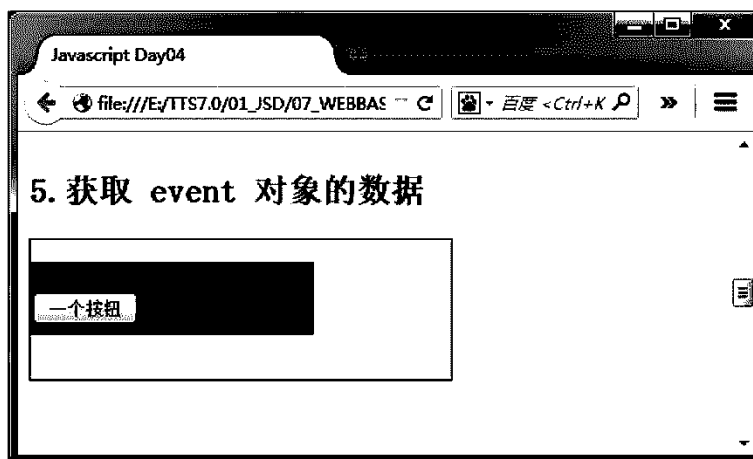 Javascript Day04
file:///E:/TTS7.0/01_JSD/07_WEBBAS
百度 <Ctrl+K
5. 获取 event 对象的数据
一个按钮